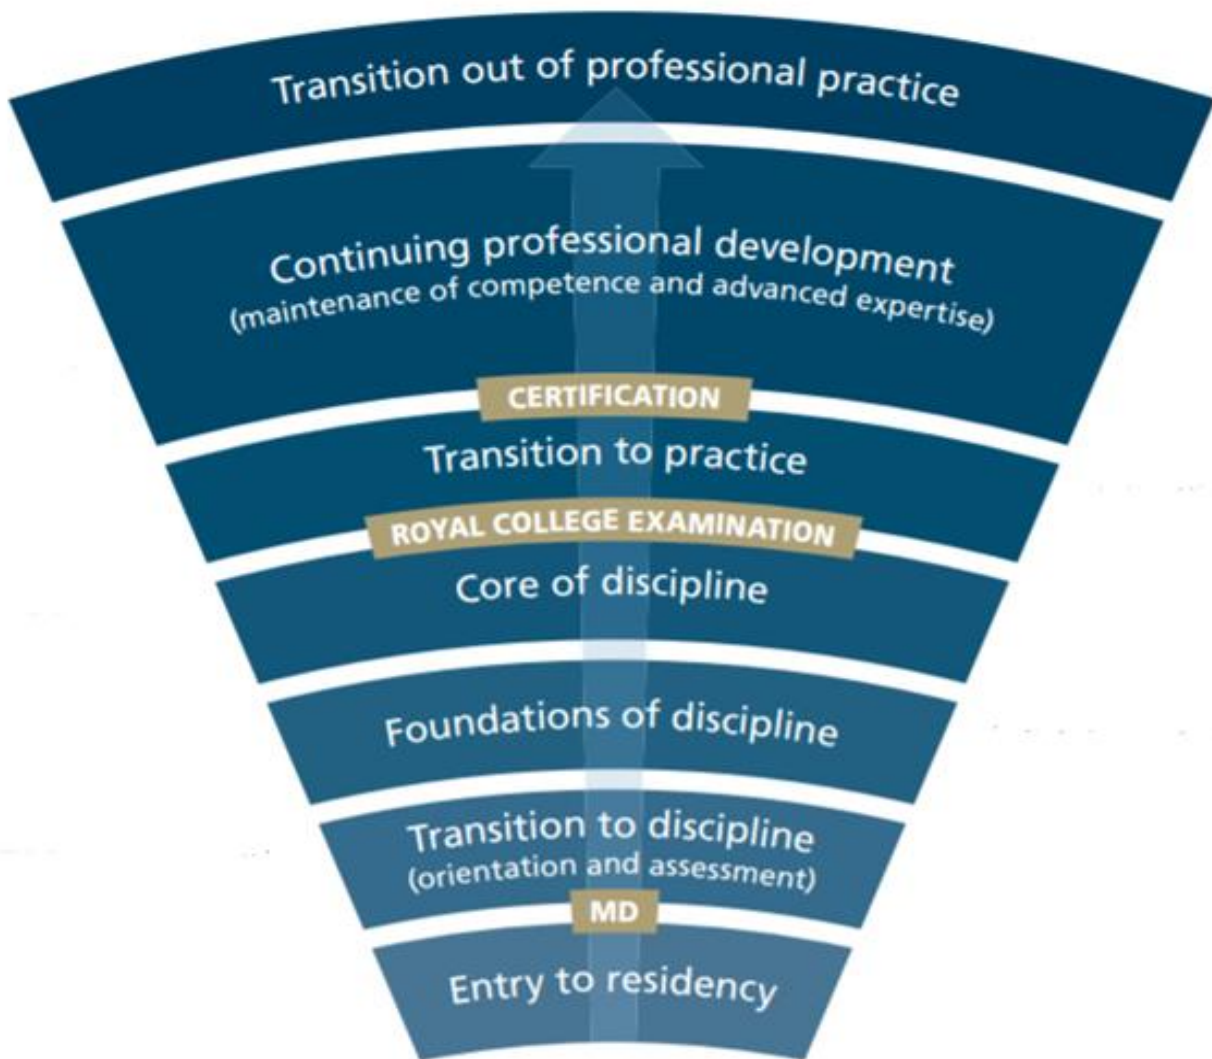 Transition out of professional practice
Continuing professional development
(maintenance of competence and advanced expertise)
CERTIFICATION
Transition to practice
ROYAL COLLEGE EXAMINATION
Core of discipline
Foundations of discipline
Transition to discipline
(orientation and assessment)
MD
Entry to residency